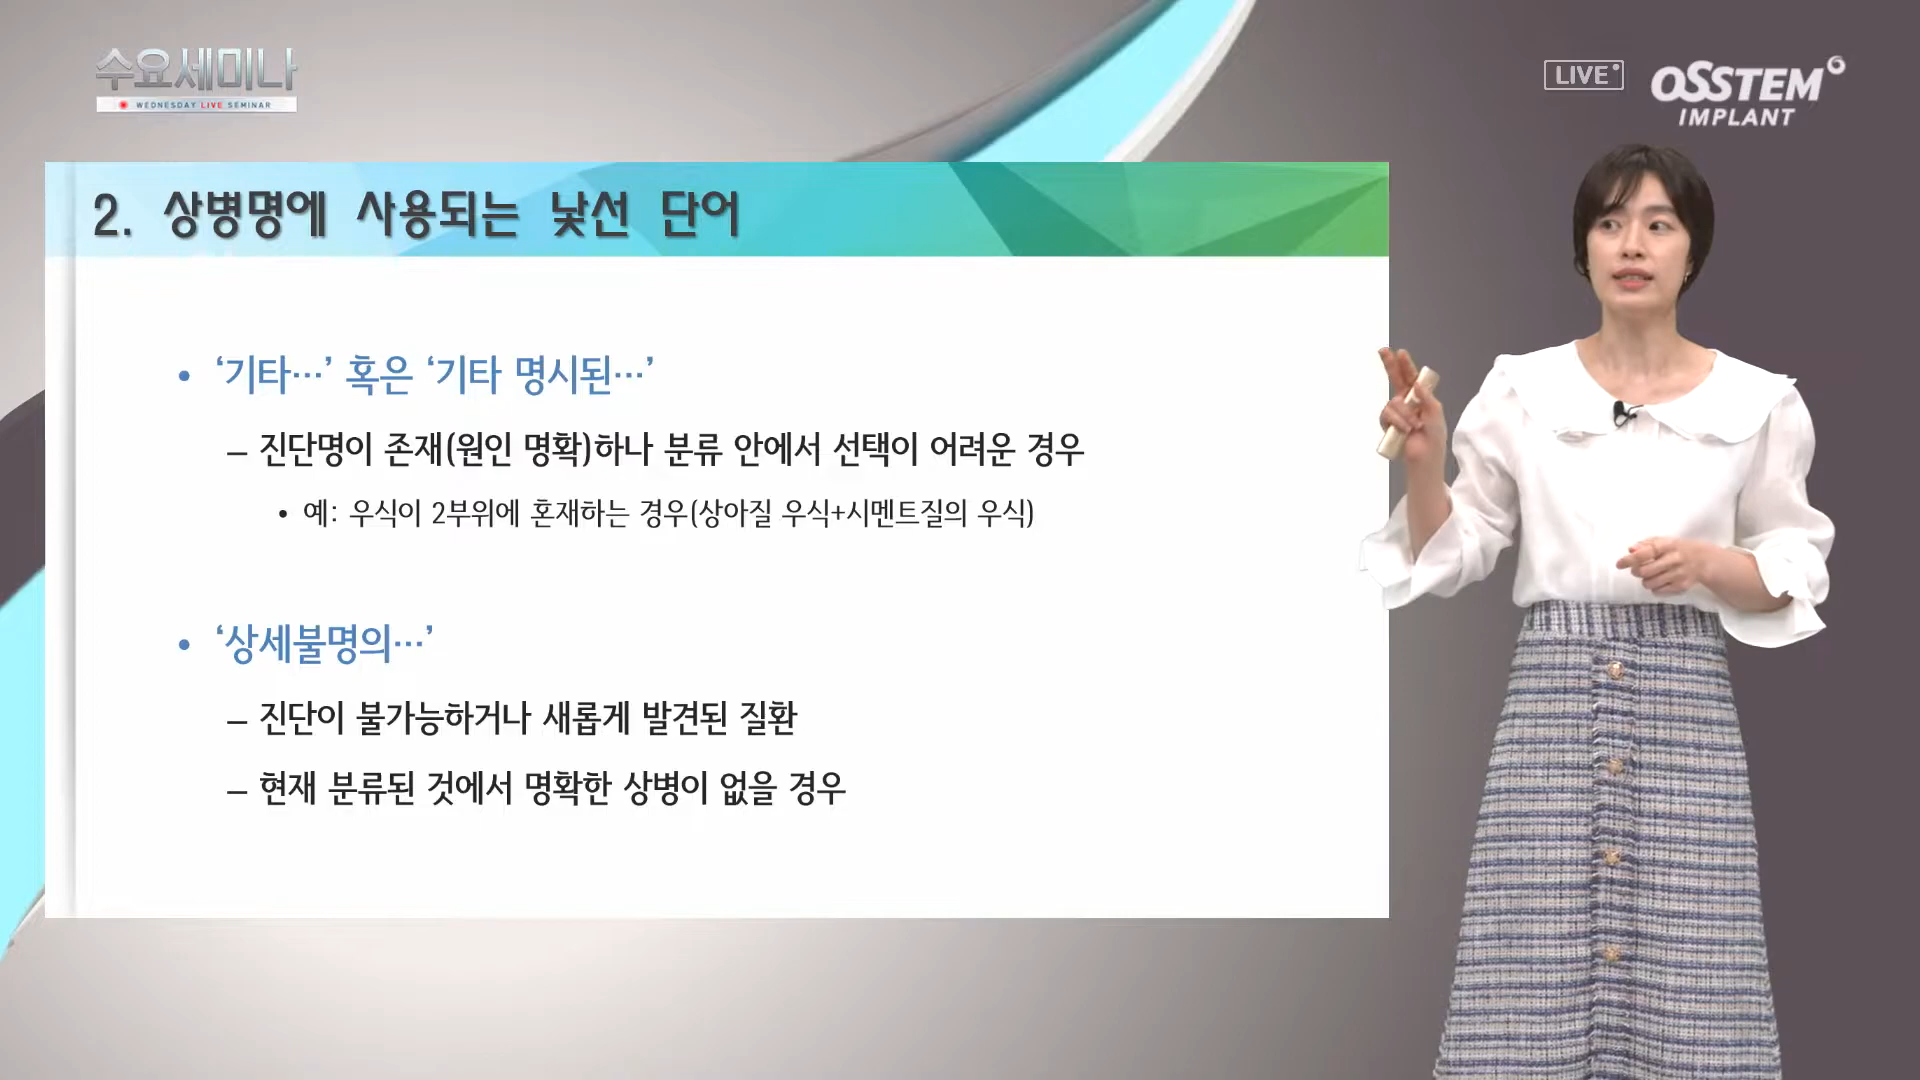 수요세미나
WEDNESDAY LIVE SEMINAR
LIVE
OSSTEM
IMPLANT
2. 상병명에 사용되는 낯선 단어
• ‘기타…’ 혹은 ‘기타 명시된…’
– 진단명이 존재(원인 명확)하나 분류 안에서 선택이 어려운 경우
• 예: 우식이 2부위에 혼재하는 경우(상아질 우식+시멘트질의 우식)
• ‘상세불명의…’
– 진단이 불가능하거나 새롭게 발견된 질환
– 현재 분류된 것에서 명확한 상병이 없을 경우